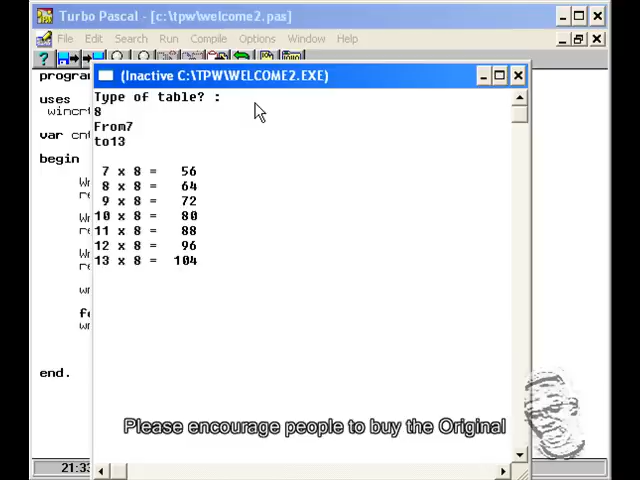 Turbo Pascal - [c:\tpw\welcome2.pas]
File Edit Search Run Compile Options Window Help
(Inactive C:\TPW\WELCOME2.EXE)
Type of table? :
8
From7
to13
7 x 8 = 56
8 x 8 = 64
9 x 8 = 72
10 x 8 = 80
11 x 8 = 88
12 x 8 = 96
13 x 8 = 104
uses
var
begin
end.
Please encourage people to buy the Original